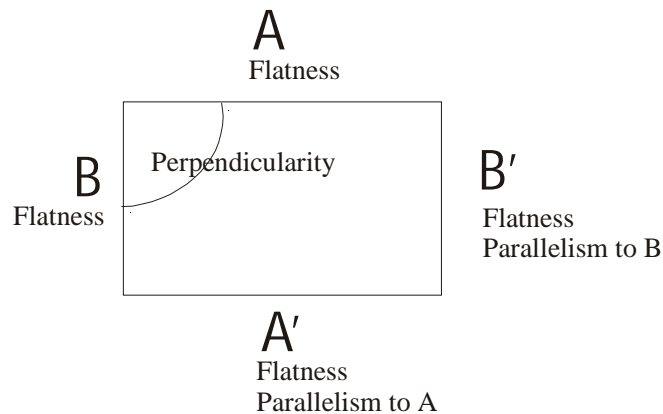 A
Flatness
Perpendicularity
B
Flatness
B′
Flatness
Parallelism to B
A′
Flatness
Parallelism to A